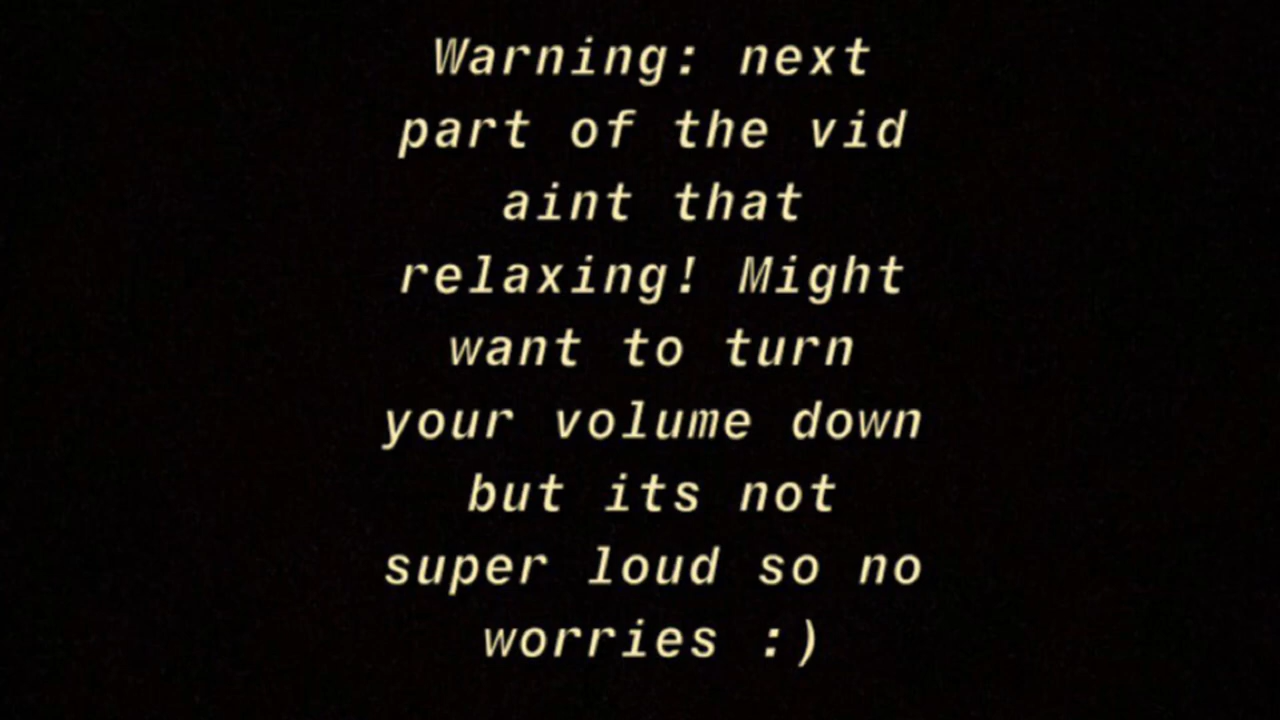 Warning: next
part of the vid
aint that
relaxing! Might
want to turn
your volume down
but its not
super loud so no
worries :)